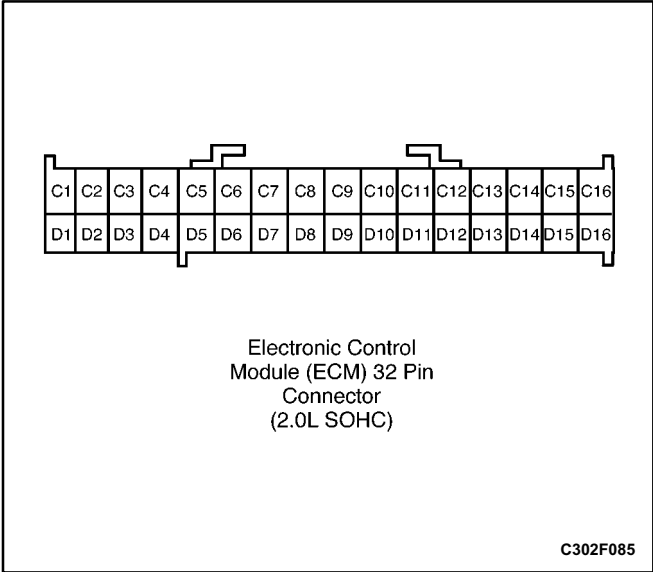 C1 C2 C3 C4 C5 C6 C7 C8 C9 C10 C11 C12 C13 C14 C15 C16
D1 D2 D3 D4 D5 D6 D7 D8 D9 D10 D11 D12 D13 D14 D15 D16
Electronic Control
Module (ECM) 32 Pin
Connector
(2.0L SOHC)
C302F085